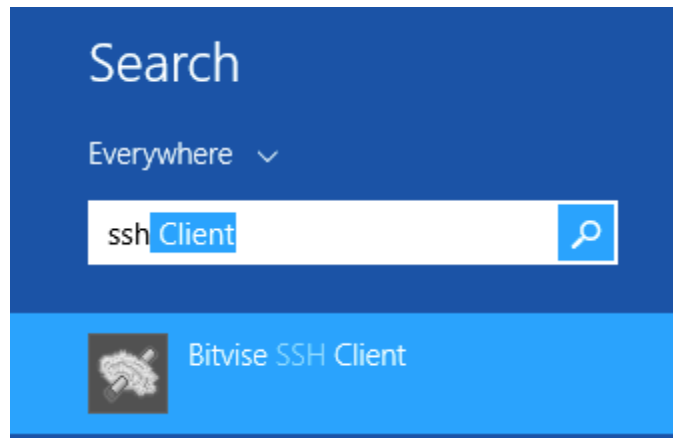 Search
Everywhere
ssh Client
Bitvise SSH Client